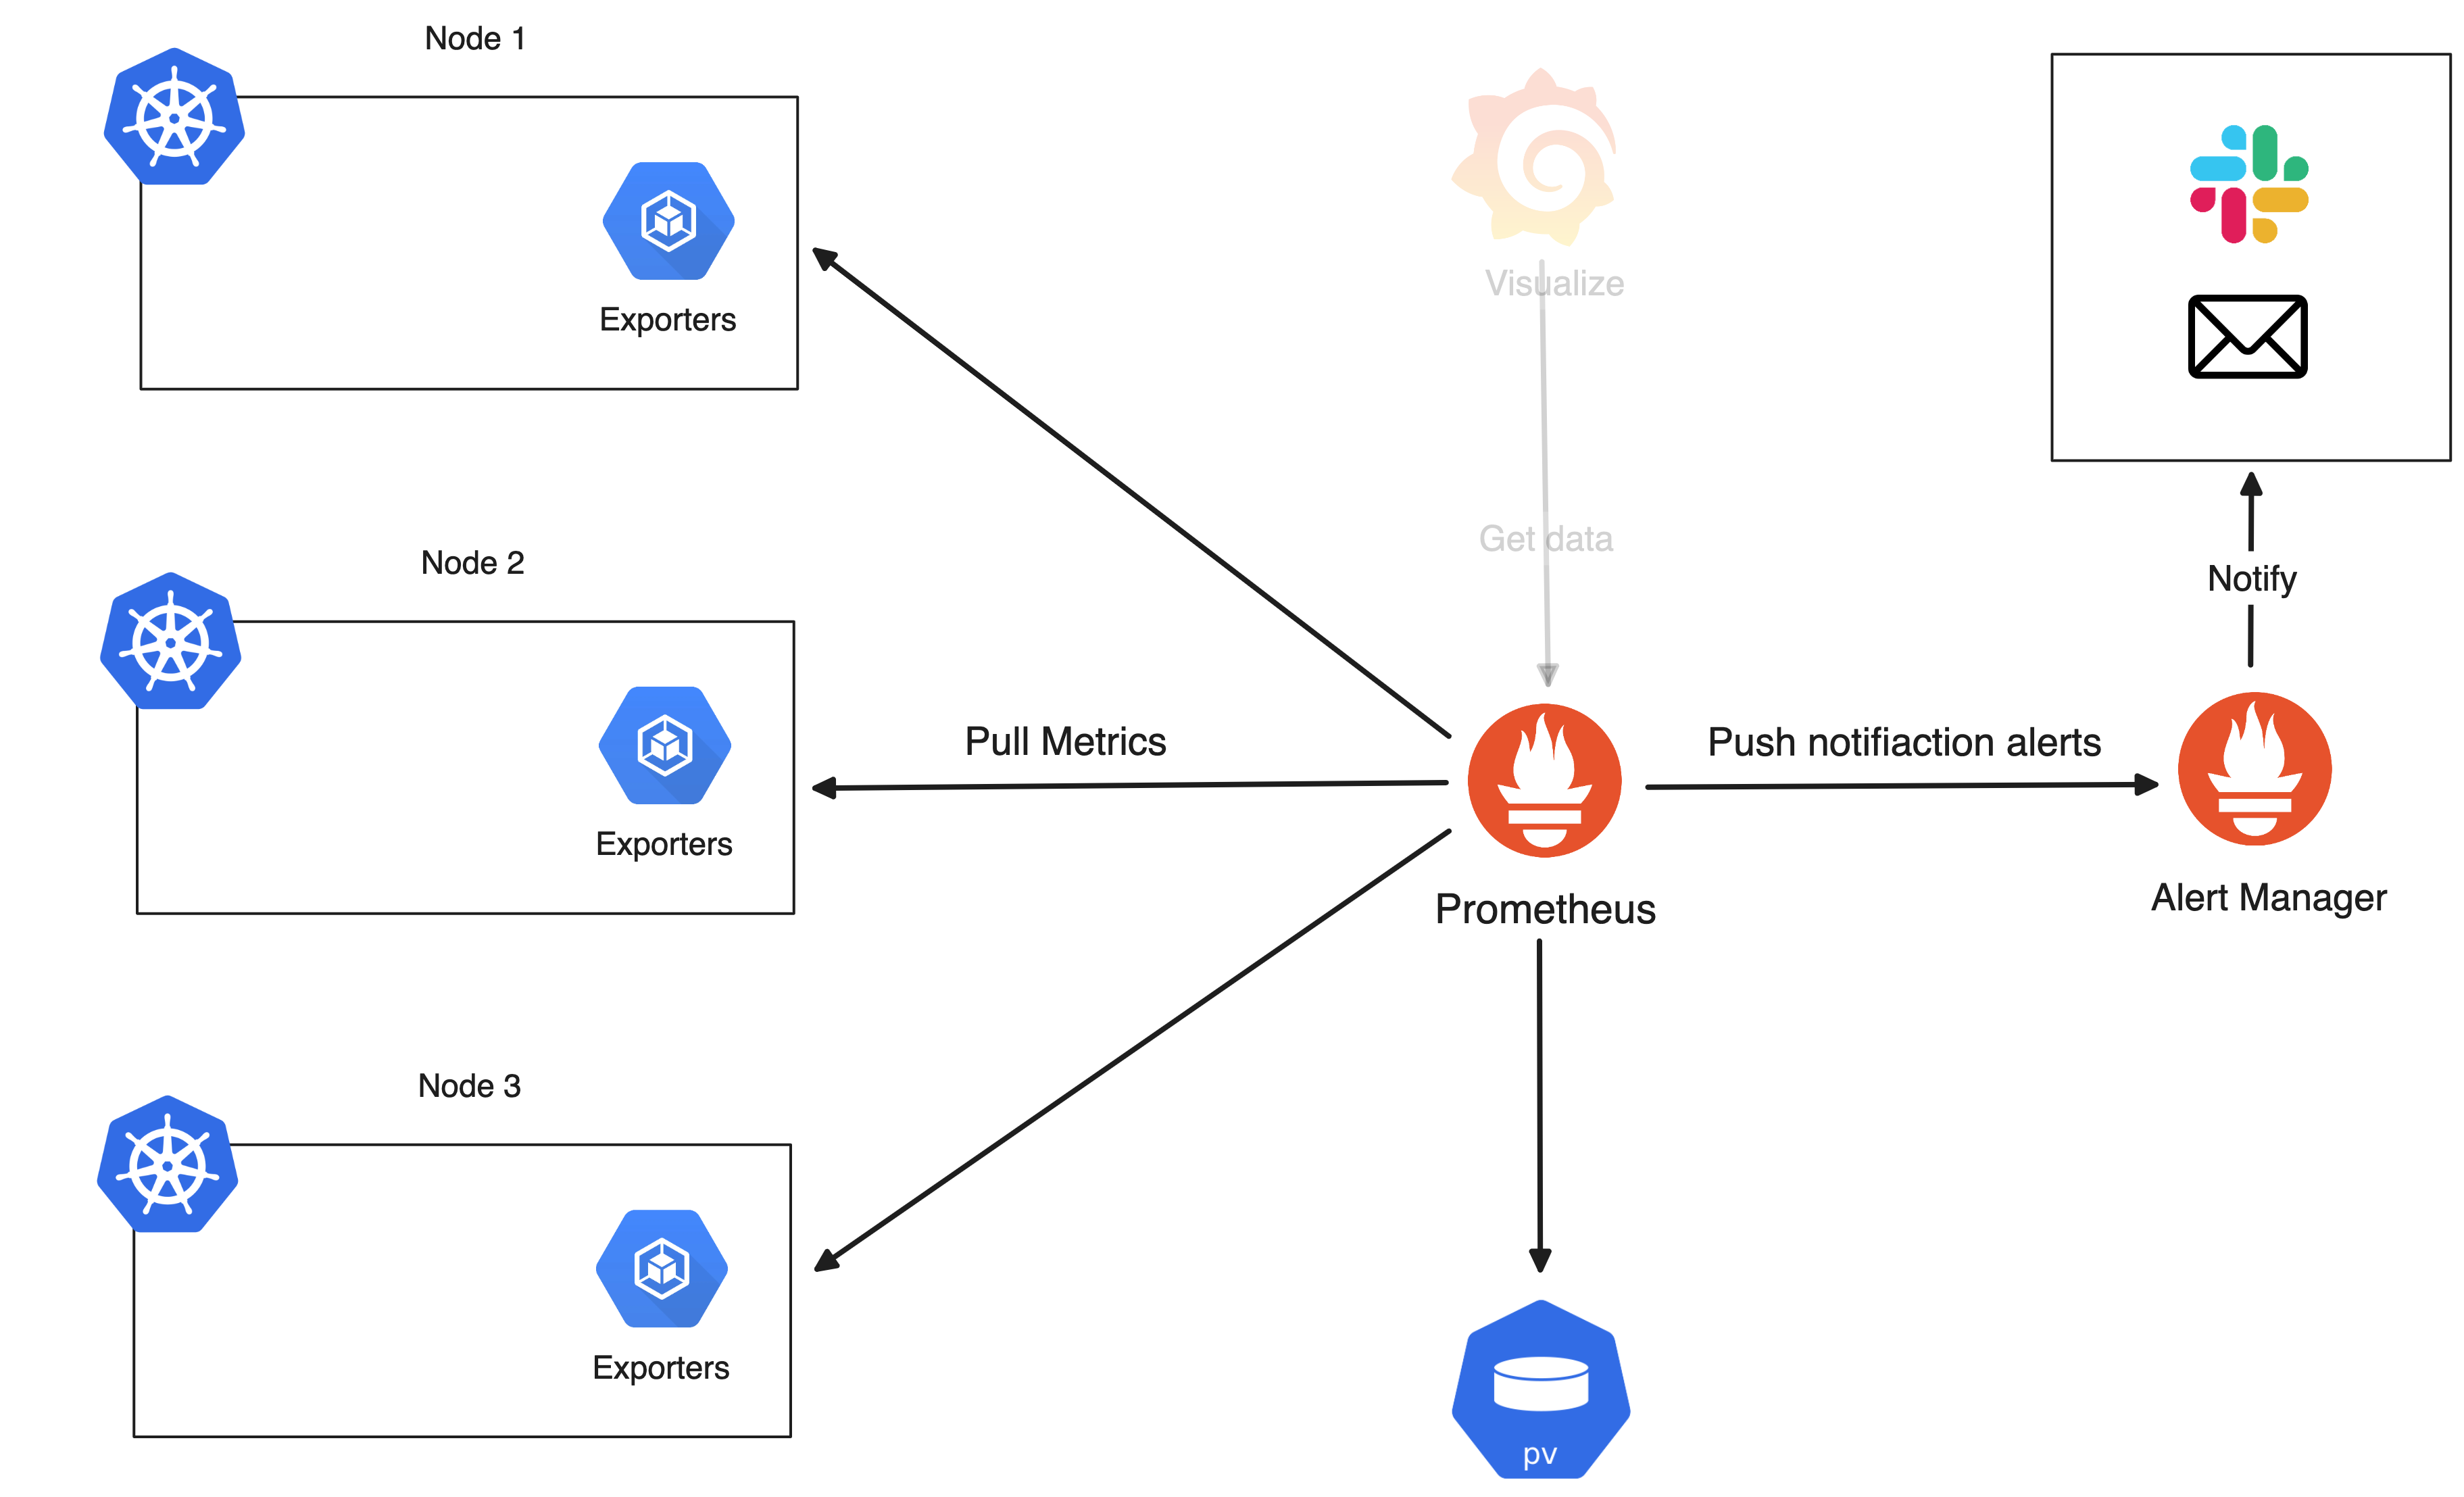 Node 1
Exporters
Visualize
Get data
Notify
Node 2
Exporters
Pull Metrics
Push notifiaction alerts
Prometheus
Alert Manager
Node 3
Exporters
pv